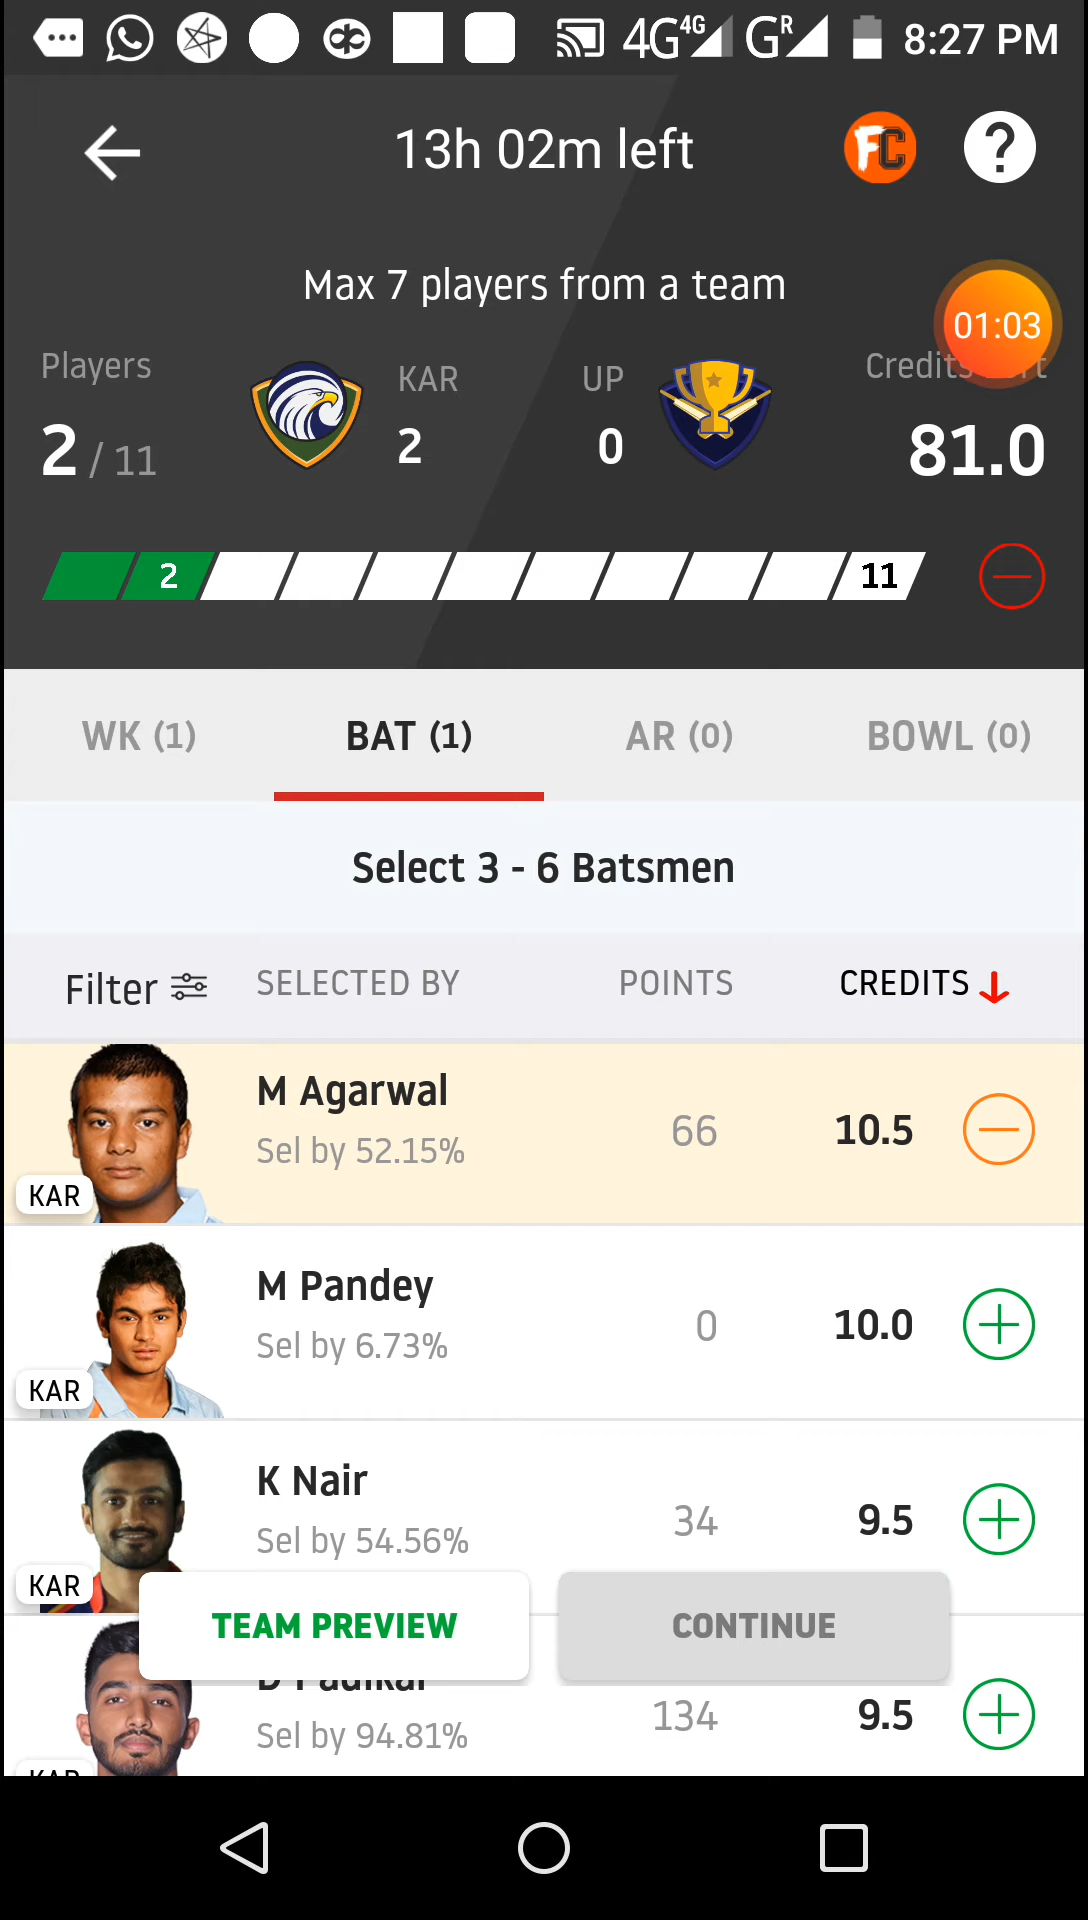 4G 4G G R 8:27 PM
13h 02m left FC ?
Max 7 players from a team
01:03
Players KAR UP Credits
2 / 11 2 0 81.0
2 11
WK (1) BAT (1) AR (0) BOWL (0)
Select 3 - 6 Batsmen
Filter SELECTED BY POINTS CREDITS
M Agarwal
Sel by 52.15% 66 10.5
KAR
M Pandey
Sel by 6.73% 0 10.0
KAR
K Nair
Sel by 54.56% 34 9.5
KAR
TEAM PREVIEW CONTINUE
Sel by 94.81% 134 9.5